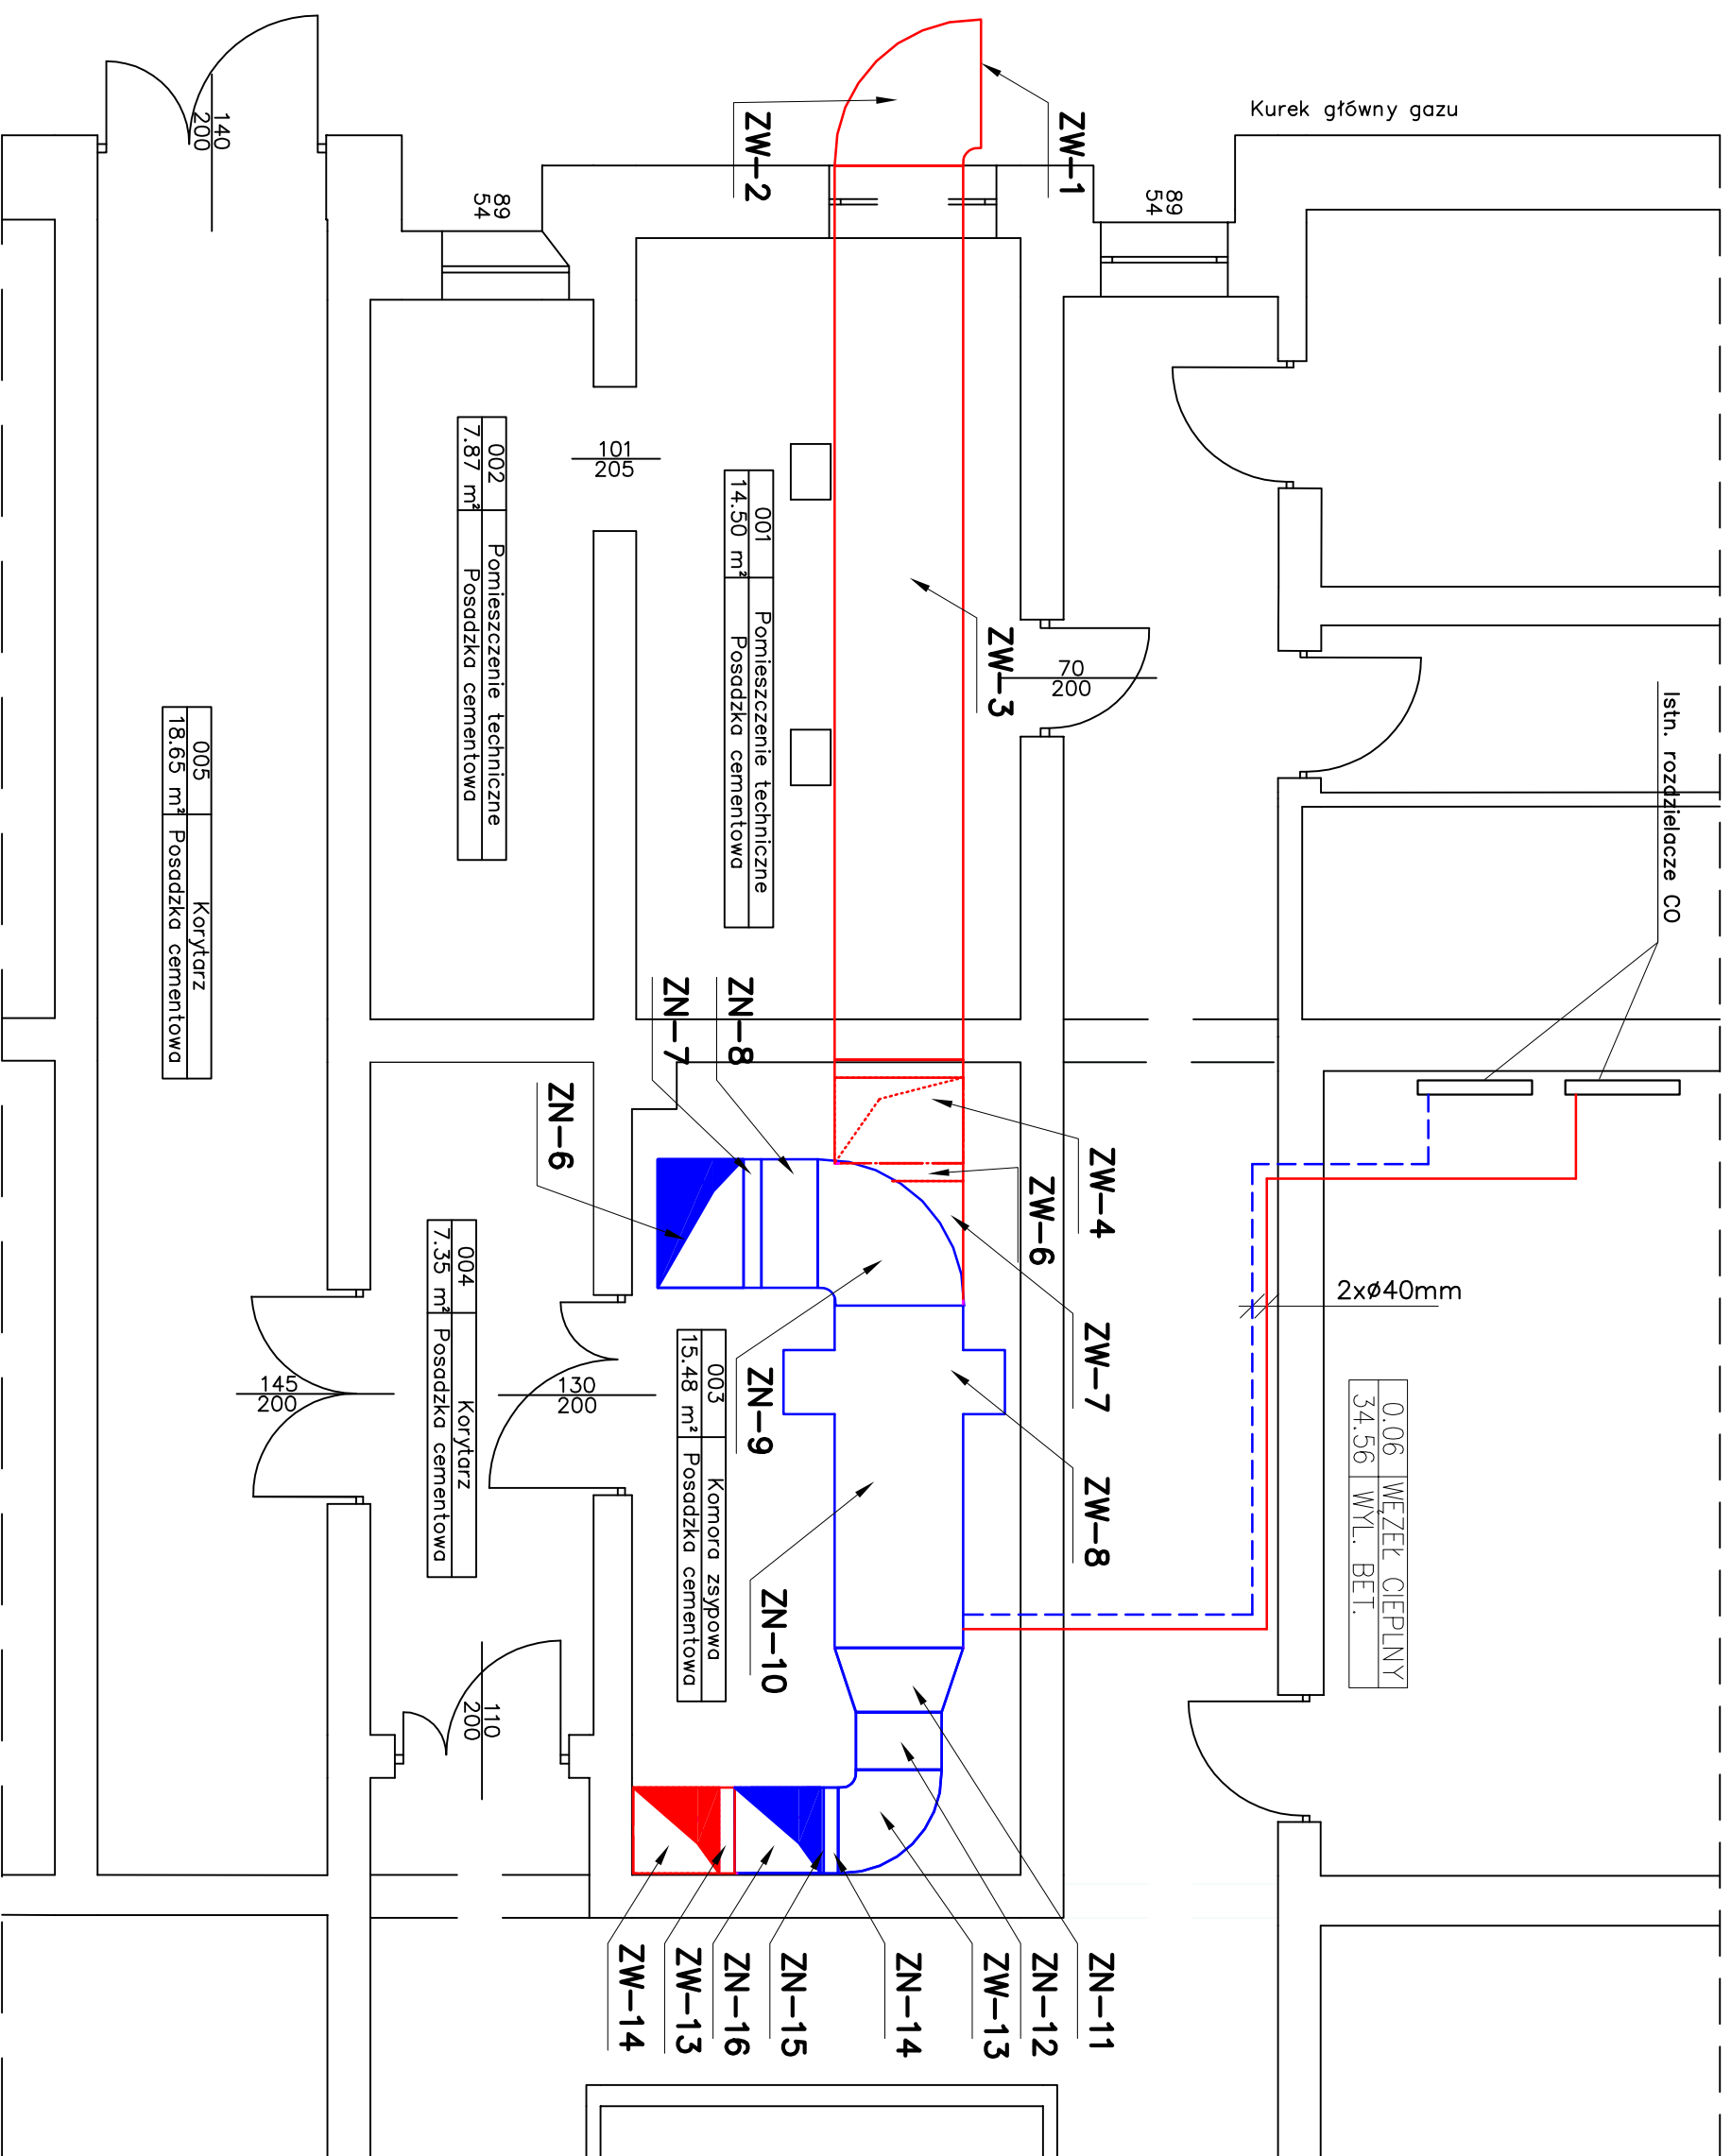 Kurek główny gazu
140
200
89
54
89
54
ZW-1
ZW-2
ZW-3
101
205
70
200
002 Pomieszczenie techniczne
7.87 m² Posadzka cementowa
001 Pomieszczenie techniczne
14.50 m² Posadzka cementowa
005 Korytarz
18.65 m² Posadzka cementowa
Istn. rozdzielacze CO
ZN-8
ZN-7
ZN-6
ZW-4
ZW-6
ZW-7
ZW-8
2xø40mm
ZN-9
ZN-10
004 Korytarz
7.35 m² Posadzka cementowa
003 Komora zsypowa
15.48 m² Posadzka cementowa
0.06 WĘZEŁ CIEPLNY
34.56 WYL. BET.
145
200
130
200
110
200
ZN-11
ZN-12
ZW-13
ZN-14
ZN-15
ZN-16
ZW-13
ZW-14